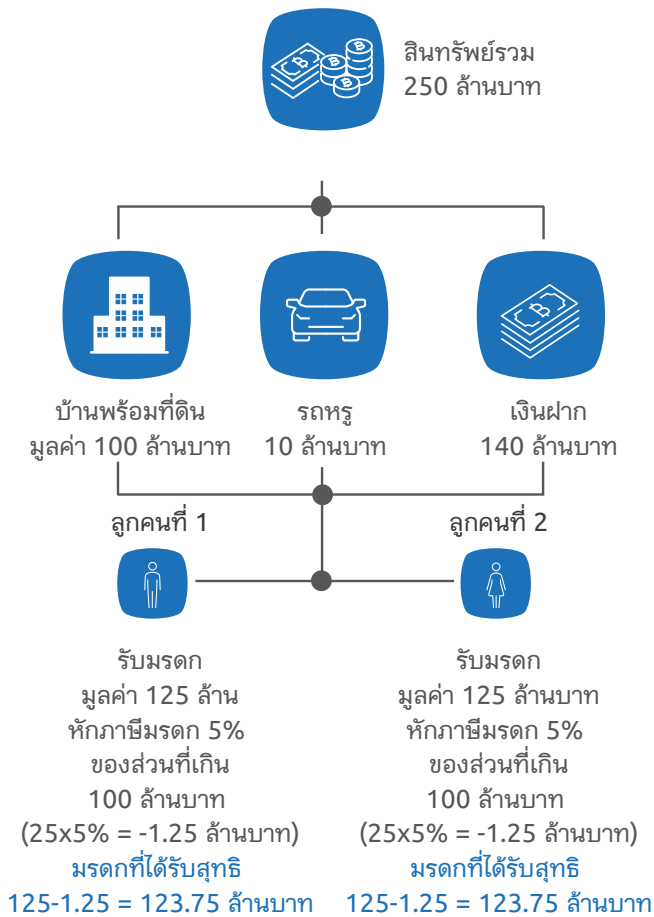 สินทรัพย์รวม
250 ล้านบาท
บ้านพร้อมที่ดิน
มูลค่า 100 ล้านบาท
รถหรู
10 ล้านบาท
เงินฝาก
140 ล้านบาท
ลูกคนที่ 1
รับมรดก
มูลค่า 125 ล้าน
หักภาษีมรดก 5%
ของส่วนที่เกิน
100 ล้านบาท
(25x5% = -1.25 ล้านบาท)
มรดกที่ได้รับสุทธิ
125-1.25 = 123.75 ล้านบาท
ลูกคนที่ 2
รับมรดก
มูลค่า 125 ล้านบาท
หักภาษีมรดก 5%
ของส่วนที่เกิน
100 ล้านบาท
(25x5% = -1.25 ล้านบาท)
มรดกที่ได้รับสุทธิ
125-1.25 = 123.75 ล้านบาท